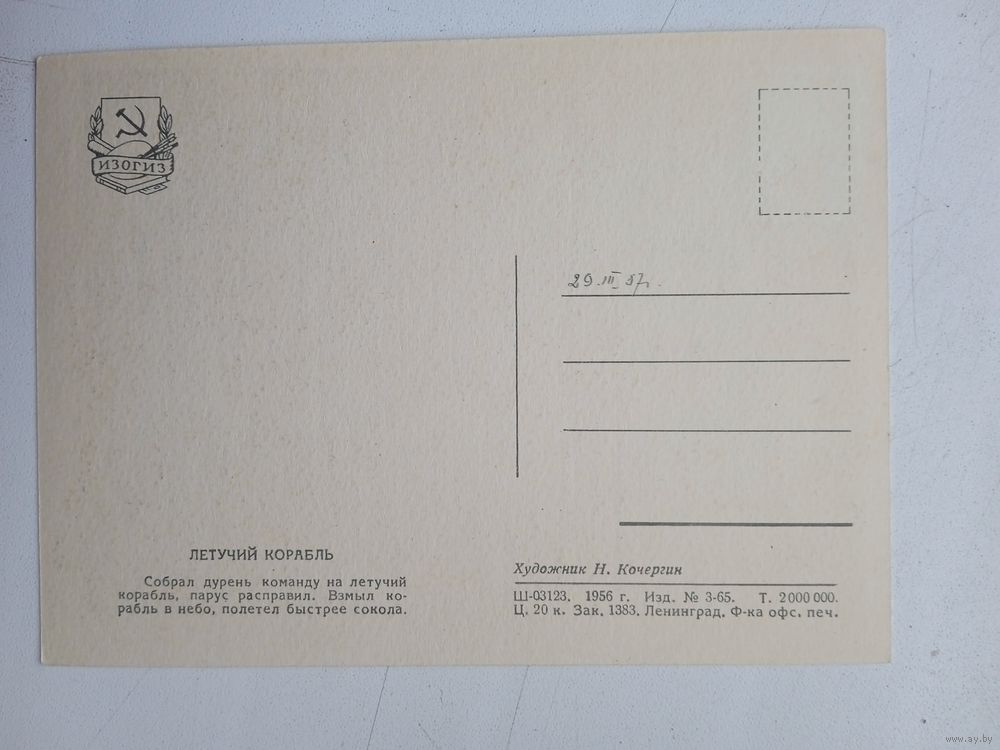 ИЗОГИЗ
29.III.57г.
ЛЕТУЧИЙ КОРАБЛЬ
Собрал дурень команду на летучий
корабль, парус расправил. Взмыл ко-
рабль в небо, полетел быстрее сокола.
Художник Н. Кочергин
Ш-03123. 1956 г. Изд. № 3-65. Т. 2 000 000.
Ц. 20 к. Зак. 1383. Ленинград. Ф-ка офс. печ.
www.ay.by